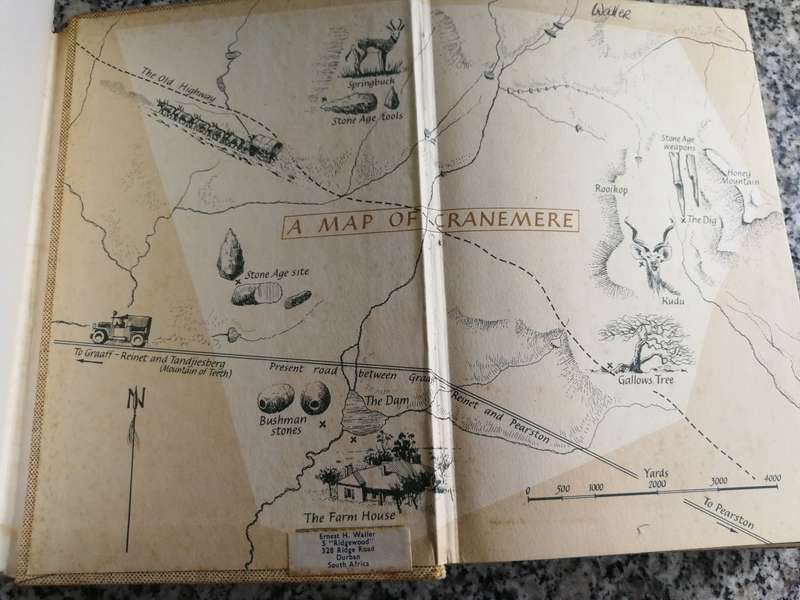 Waller
The Old Highway
Springbuck
Stone Age tools
Stone Age
weapons
Honey
Mountain
Rooikop
The Dig
A MAP OF CRANEMERE
Stone Age site
Kudu
To Graaff-Reinet and Tandjiesberg
(Mountain of Teeth)
Present road between Graaff Reinet and Pearston
Gallows Tree
Bushman
stones
The Dam
N
The Farm House
Yards
0 500 1000 2000 3000 4000
To Pearston
Ernest H. Waller
5 "Ridgewood"
328 Ridge Road
Durban
South Africa